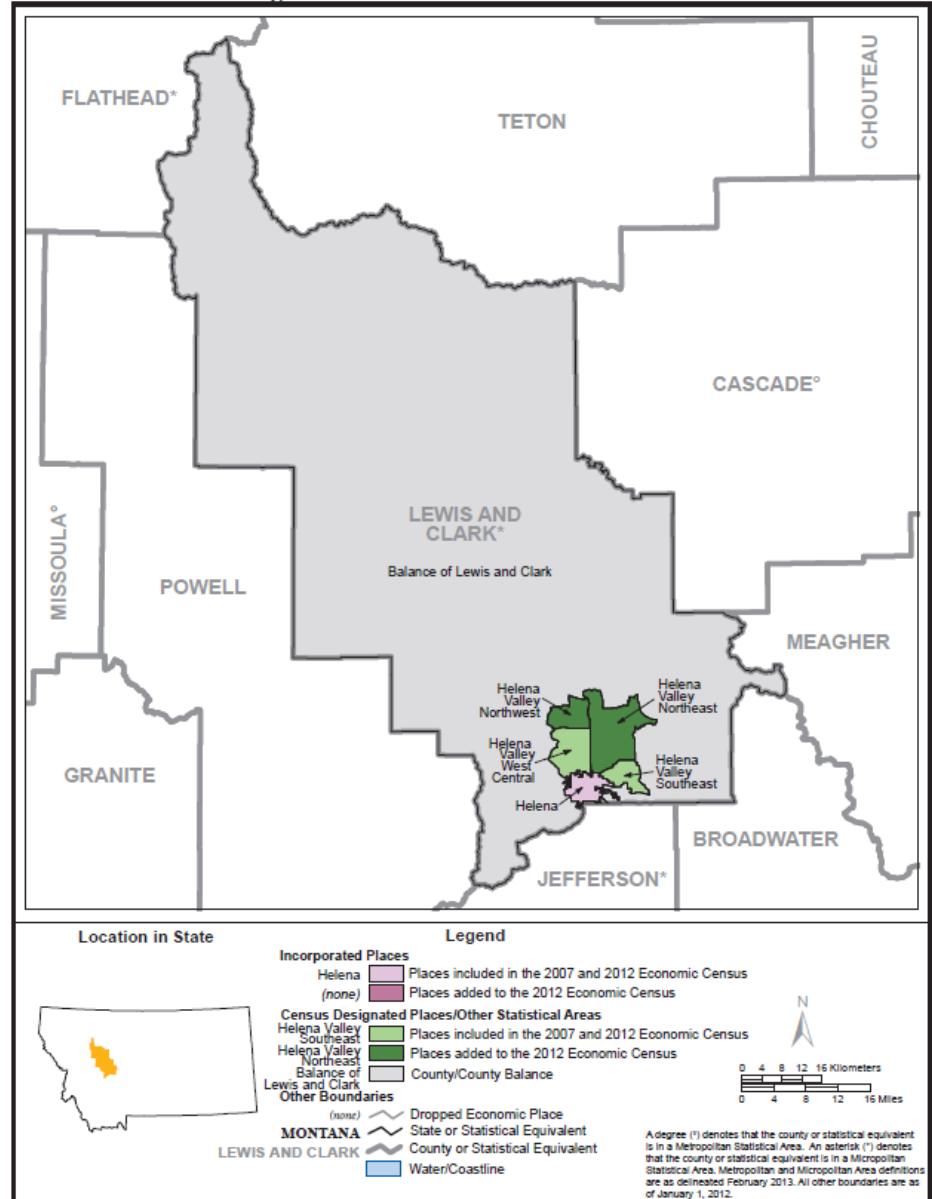 FLATHEAD*
TETON
CHOUTEAU
CASCADE°
LEWIS AND
CLARK*
Balance of Lewis and Clark
MISSOULA°
POWELL
MEAGHER
Helena
Valley
Northwest
Helena
Valley
Northeast
Helena
Valley
West
Central
Helena
Valley
Southeast
Helena
GRANITE
BROADWATER
JEFFERSON*
Location in State
Legend
Incorporated Places
Helena Places included in the 2007 and 2012 Economic Census
(none) Places added to the 2012 Economic Census
Census Designated Places/Other Statistical Areas
Helena Valley
Southeast Places included in the 2007 and 2012 Economic Census
Helena Valley
Northeast Places added to the 2012 Economic Census
Balance of
Lewis and Clark County/County Balance
Other Boundaries
(none) Dropped Economic Place
MONTANA State or Statistical Equivalent
LEWIS AND CLARK County or Statistical Equivalent
Water/Coastline
N
0 4 8 12 16 Kilometers
0 4 8 16 Miles
A degree (°) denotes that the county or statistical equivalent
is in a Metropolitan Statistical Area. An asterisk (*) denotes
that the county or statistical equivalent is in a Micropolitan
Statistical Area. Metropolitan and Micropolitan Area definitions
are as delineated February 2013. All other boundaries are as
of January 1, 2012.